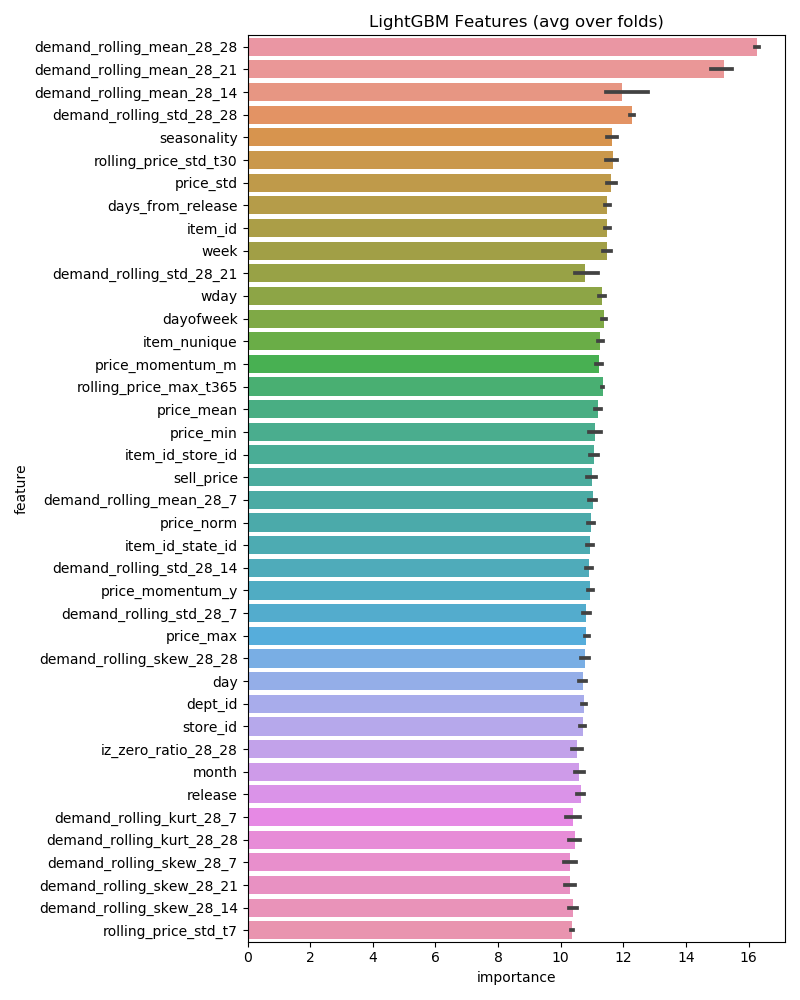 LightGBM Features (avg over folds)
demand_rolling_mean_28_28
demand_rolling_mean_28_21
demand_rolling_mean_28_14
demand_rolling_std_28_28
seasonality
rolling_price_std_t30
price_std
days_from_release
item_id
week
demand_rolling_std_28_21
wday
dayofweek
item_nunique
price_momentum_m
rolling_price_max_t365
price_mean
price_min
item_id_store_id
sell_price
demand_rolling_mean_28_7
price_norm
item_id_state_id
demand_rolling_std_28_14
price_momentum_y
demand_rolling_std_28_7
price_max
demand_rolling_skew_28_28
day
dept_id
store_id
iz_zero_ratio_28_28
month
release
demand_rolling_kurt_28_7
demand_rolling_kurt_28_28
demand_rolling_skew_28_7
demand_rolling_skew_28_21
demand_rolling_skew_28_14
rolling_price_std_t7
feature
0 2 4 6 8 10 12 14 16
importance